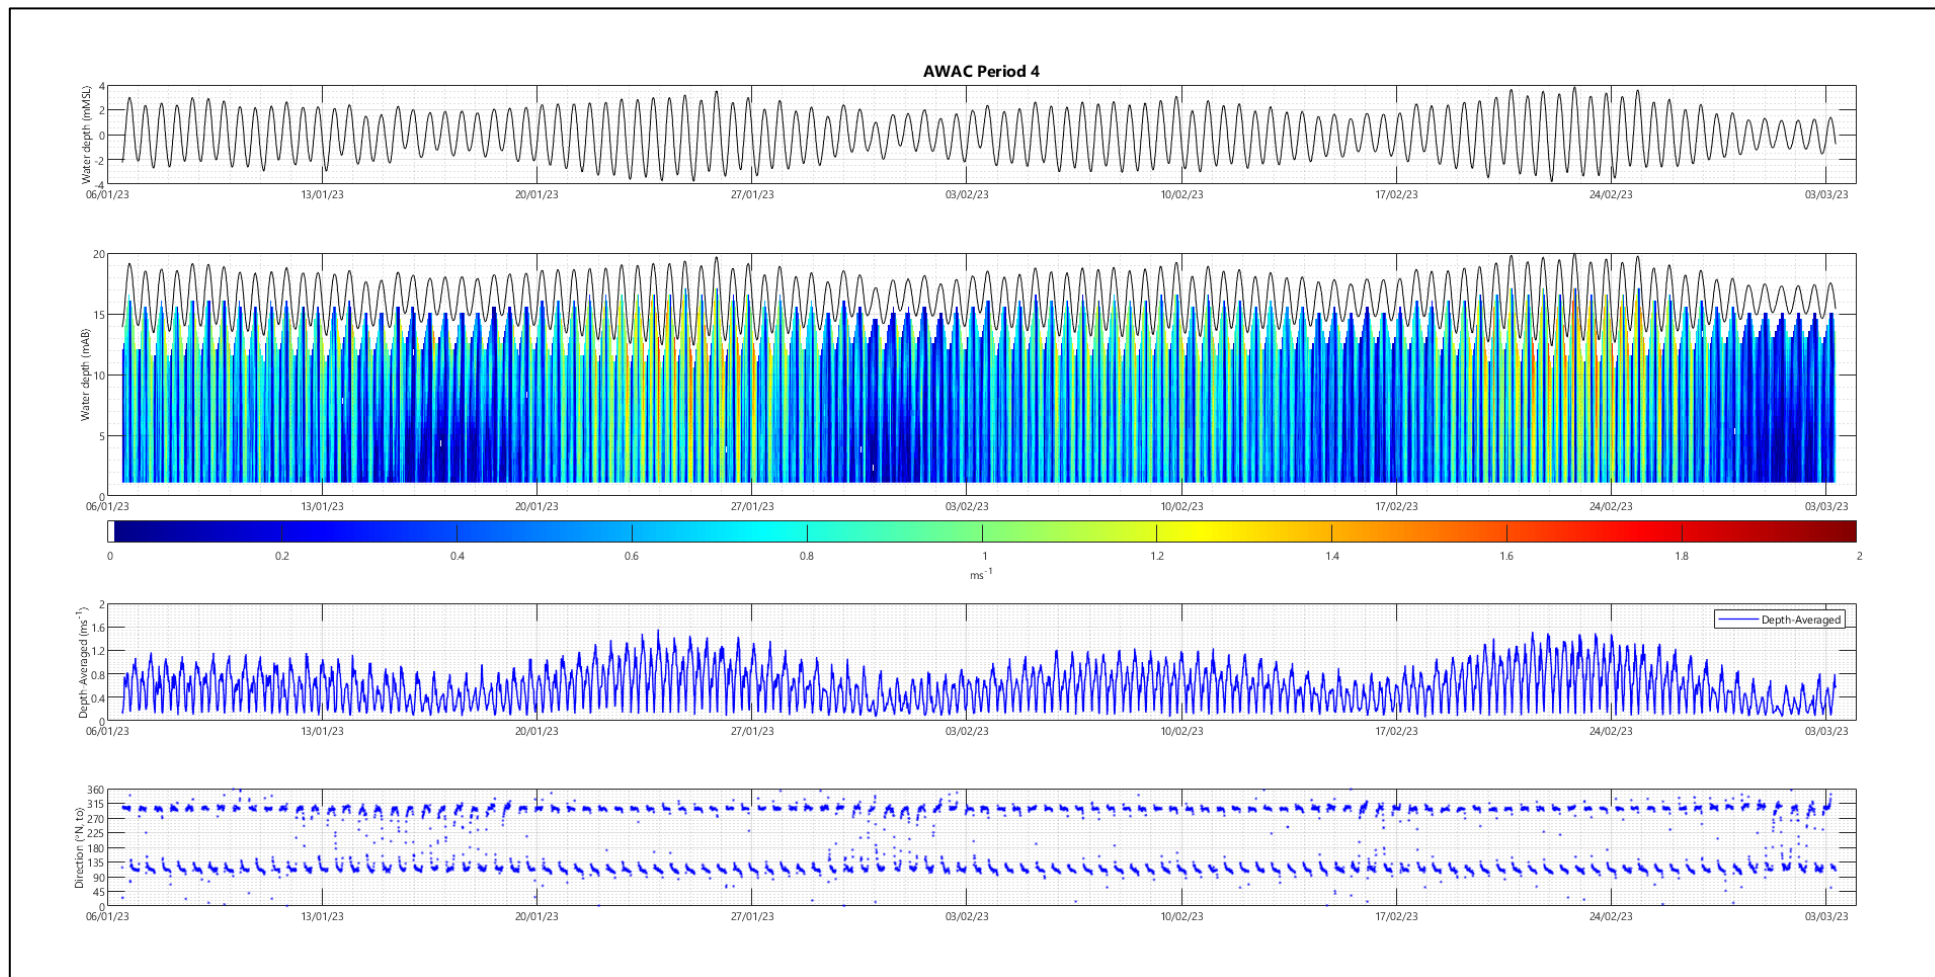 AWAC Period 4
Water depth (mMSL)
4
2
0
-2
-4
06/01/23 13/01/23 20/01/23 27/01/23 03/02/23 10/02/23 17/02/23 24/02/23 03/03/23
Water depth (mAB)
20
15
10
5
0
06/01/23 13/01/23 20/01/23 27/01/23 03/02/23 10/02/23 17/02/23 24/02/23 03/03/23
0 0.2 0.4 0.6 0.8 1 1.2 1.4 1.6 1.8 2
ms⁻¹
Depth-Averaged (ms⁻¹)
2
1.6
1.2
0.8
0.4
0
Depth-Averaged
06/01/23 13/01/23 20/01/23 27/01/23 03/02/23 10/02/23 17/02/23 24/02/23 03/03/23
Direction (°N, to)
360
315
270
225
180
135
90
45
0
06/01/23 13/01/23 20/01/23 27/01/23 03/02/23 10/02/23 17/02/23 24/02/23 03/03/23